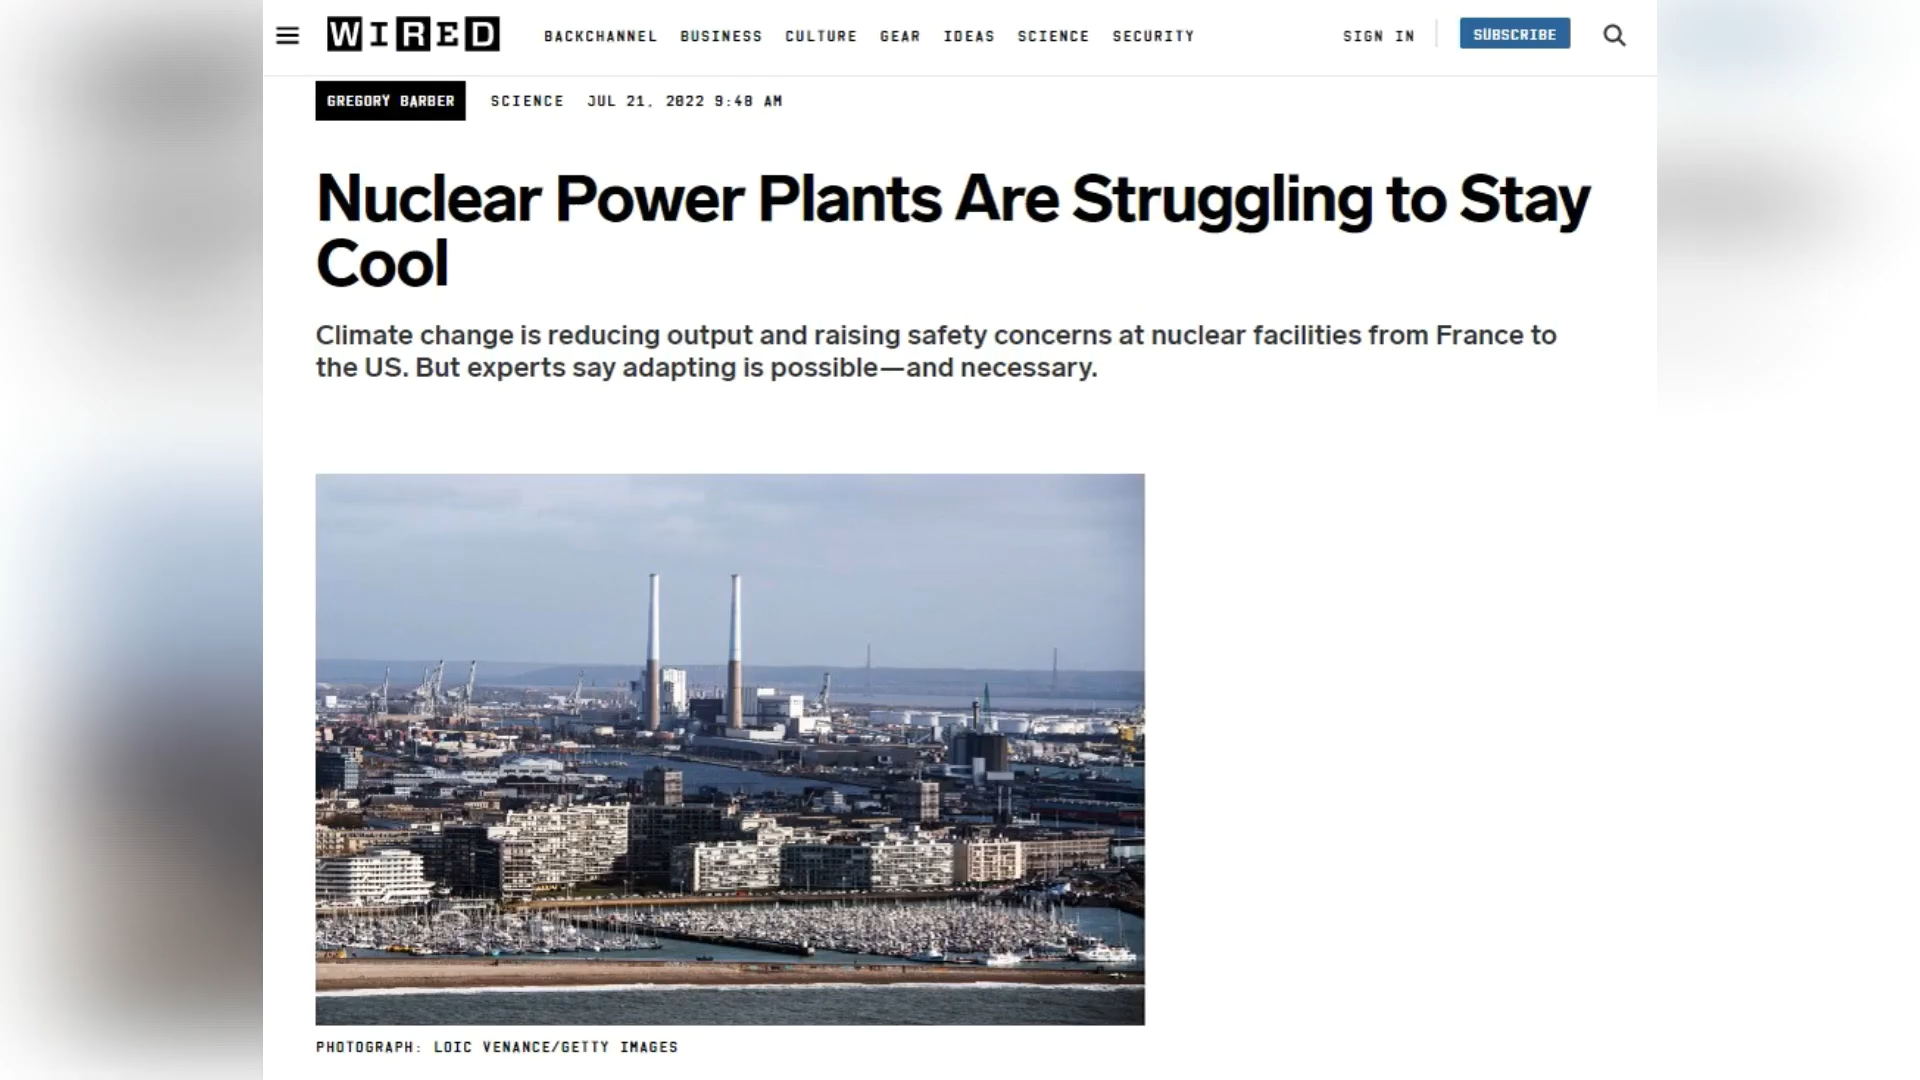 WIRED BACKCHANNEL BUSINESS CULTURE GEAR IDEAS SCIENCE SECURITY SIGN IN SUBSCRIBE
GREGORY BARBER SCIENCE JUL 21, 2022 9:48 AM
Nuclear Power Plants Are Struggling to Stay
Cool
Climate change is reducing output and raising safety concerns at nuclear facilities from France to
the US. But experts say adapting is possible—and necessary.
PHOTOGRAPH: LOIC VENANCE/GETTY IMAGES